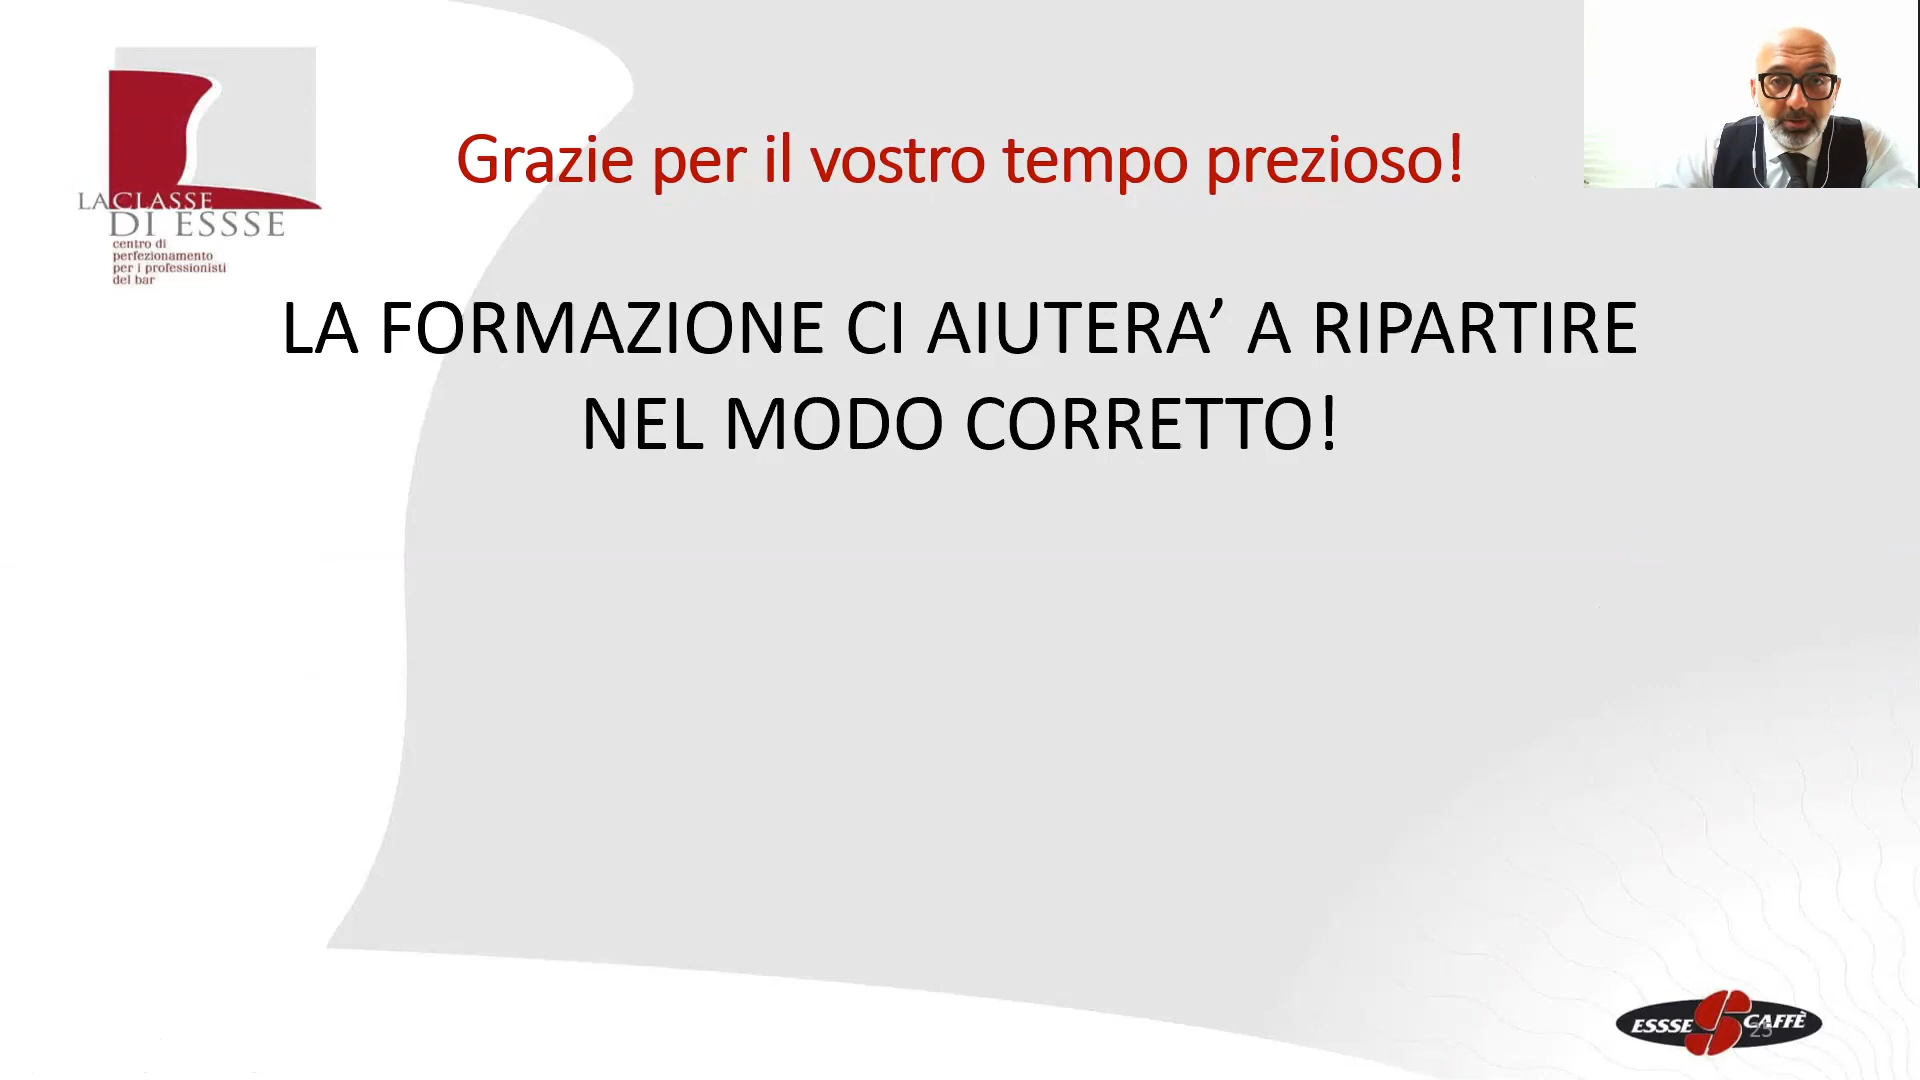 LA CLASSE
DI ESSSE
centro di
perfezionamento
per i professionisti
del bar
Grazie per il vostro tempo prezioso!
LA FORMAZIONE CI AIUTERA’ A RIPARTIRE
NEL MODO CORRETTO!
ESSSE CAFFÈ
25